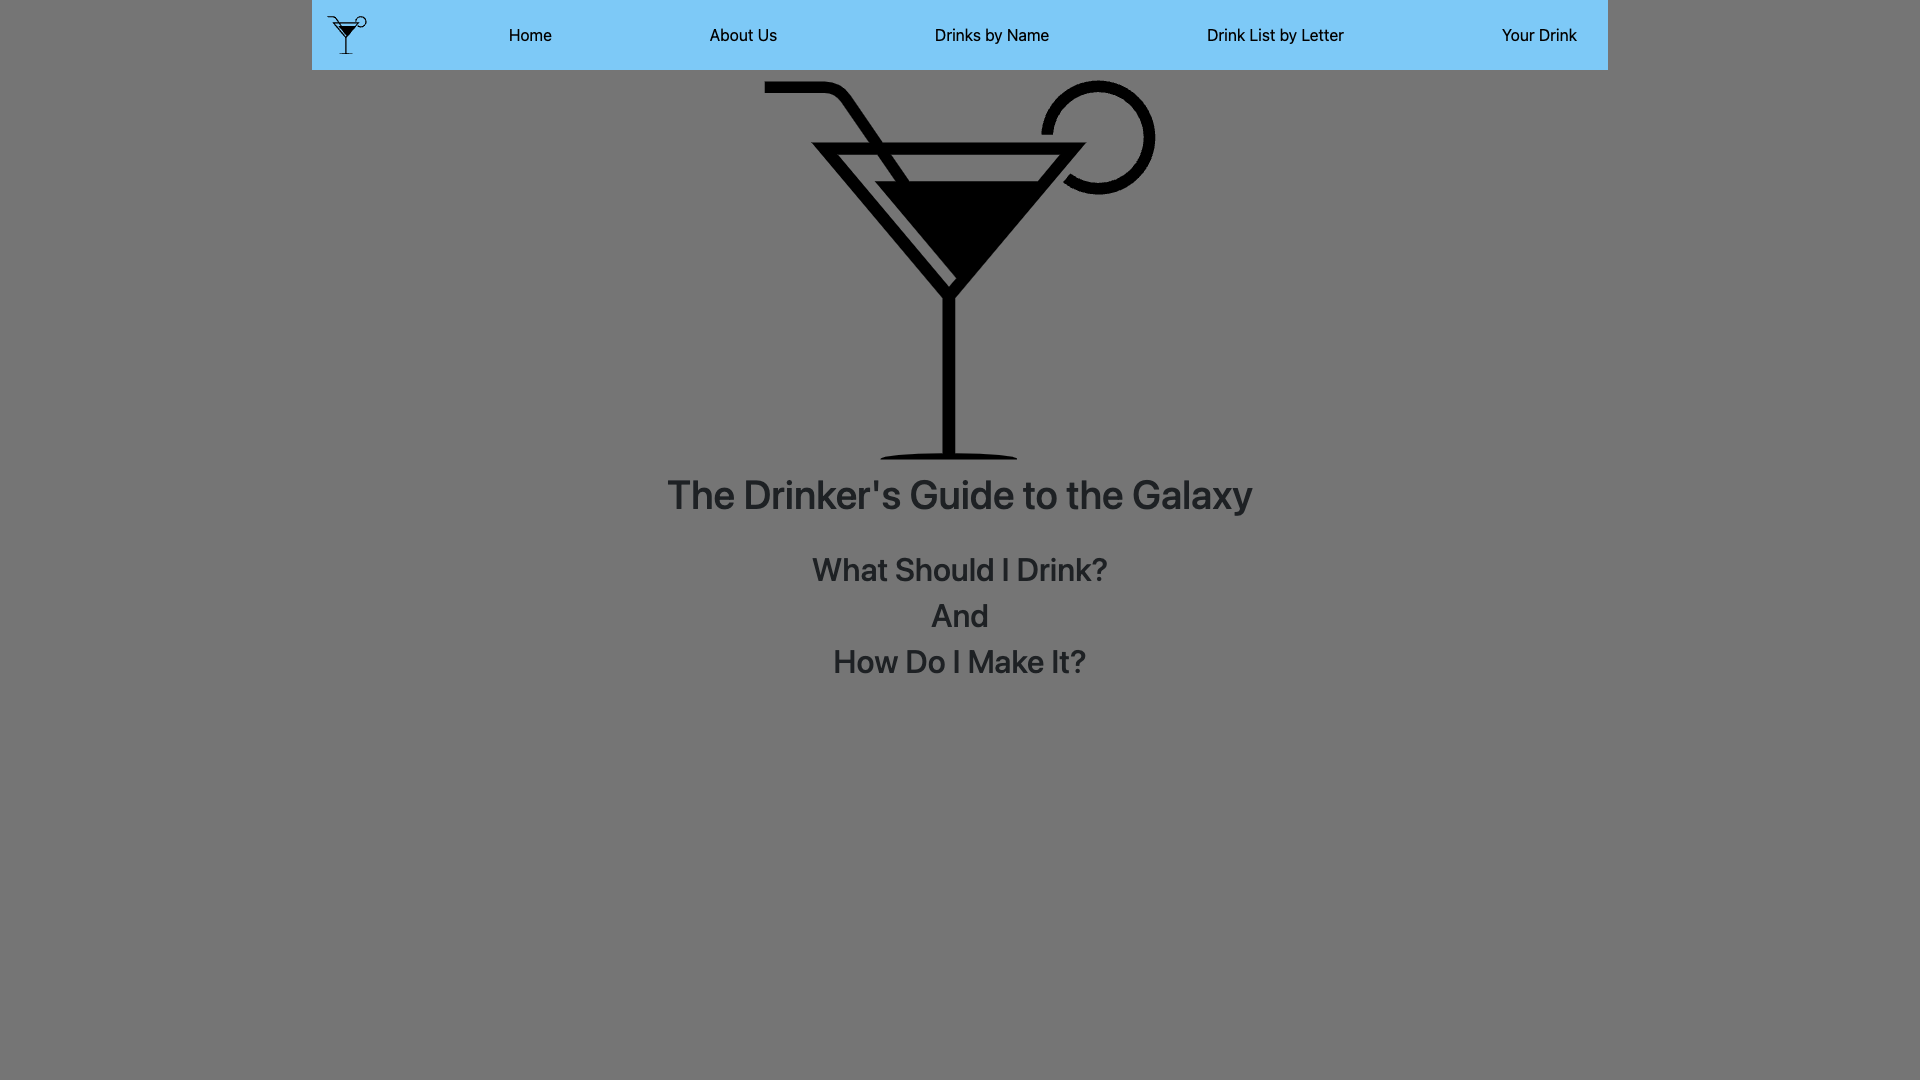 Home
About Us
Drinks by Name
Drink List by Letter
Your Drink
The Drinker's Guide to the Galaxy
What Should I Drink?
And
How Do I Make It?